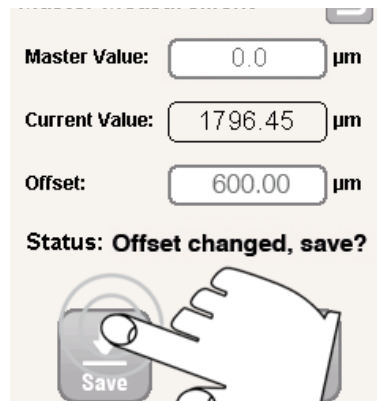 Master Value: 0.0 µm
Current Value: 1796.45 µm
Offset: 600.00 µm
Status: Offset changed, save?
Save